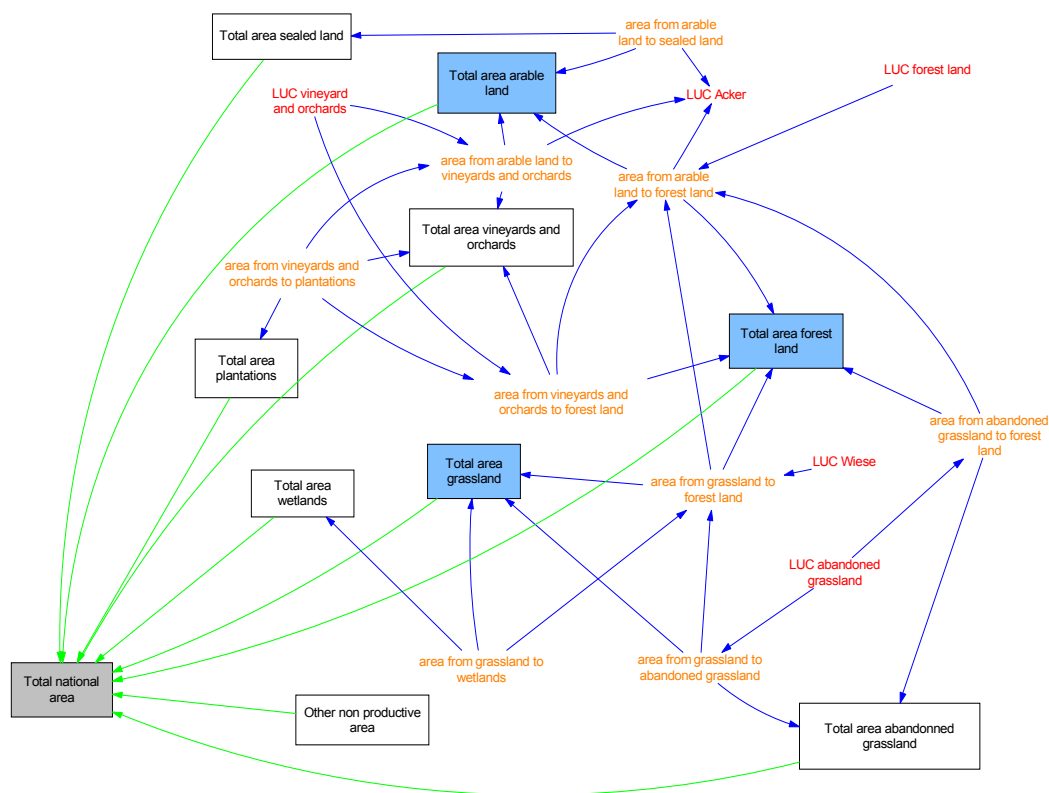 Total area sealed land
area from arable
land to sealed land
Total area arable
land
LUC forest land
LUC vineyard
and orchards
LUC Acker
area from arable land to
vineyards and orchards
area from arable
land to forest land
Total area vineyards and
orchards
area from vineyards and
orchards to plantations
Total area forest
land
Total area
plantations
area from vineyards and
orchards to forest land
area from abandoned
grassland to forest
land
Total area
grassland
LUC Wiese
Total area
wetlands
area from grassland to
forest land
LUC abandoned
grassland
area from grassland to
wetlands
area from grassland to
abandoned grassland
Total national
area
Other non productive
area
Total area abandonned
grassland